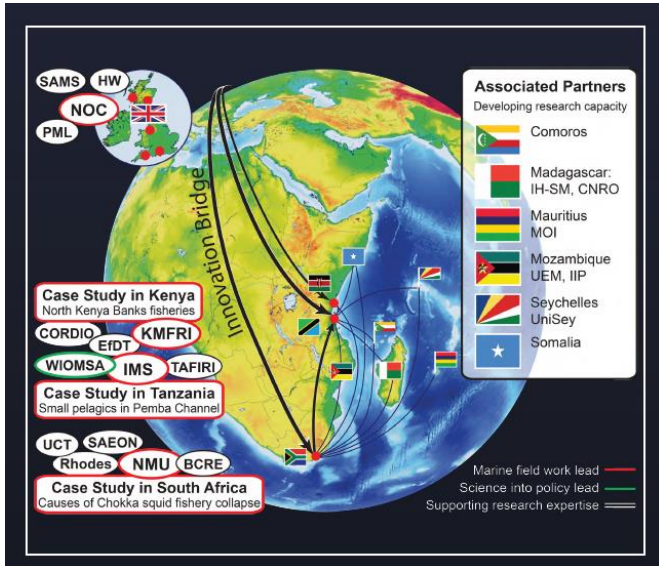 SAMS
HW
NOC
PML
Innovation Bridge
Associated Partners
Developing research capacity
Comoros
Madagascar:
IH-SM, CNRO
Mauritius
MOI
Mozambique
UEM, IIP
Seychelles
UniSey
Somalia
Case Study in Kenya
North Kenya Banks fisheries
CORDIO
KMFRI
EfDT
WIOMSA
IMS
TAFIRI
Case Study in Tanzania
Small pelagics in Pemba Channel
UCT
SAEON
Rhodes
NMU
BCRE
Case Study in South Africa
Causes of Chokka squid fishery collapse
Marine field work lead
Science into policy lead
Supporting research expertise